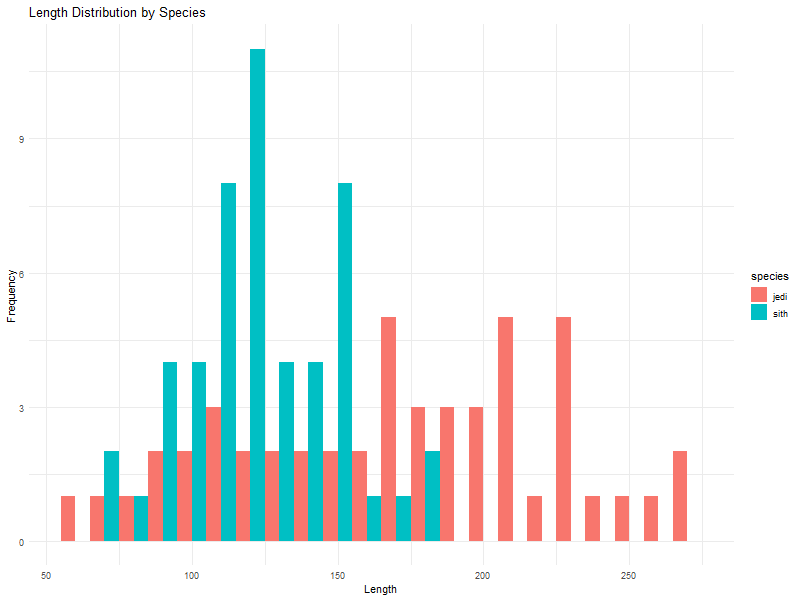 Length Distribution by Species
9
6
3
0
Frequency
50
100
150
200
250
Length
species
jedi
sith